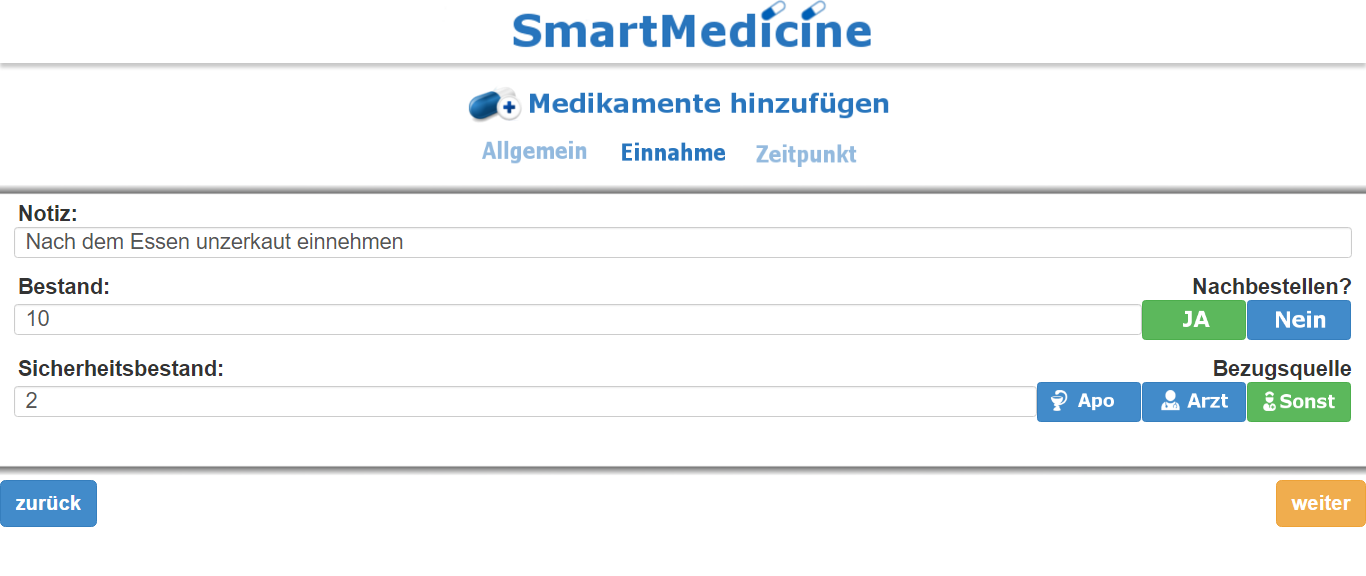 SmartMedicine
Medikamente hinzufügen
Allgemein Einnahme Zeitpunkt
Notiz:
Nach dem Essen unzerkaut einnehmen
Bestand: Nachbestellen?
10 JA Nein
Sicherheitsbestand: Bezugsquelle
2 Apo Arzt Sonst
zurück weiter